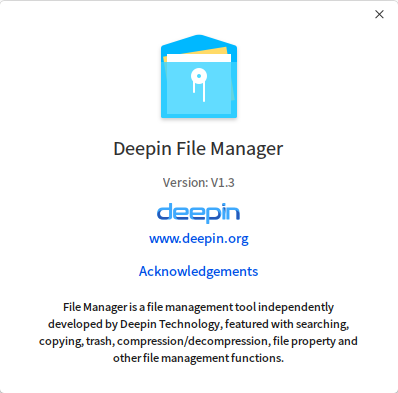 Deepin File Manager
Version: V1.3
deepin
www.deepin.org
Acknowledgements
File Manager is a file management tool independently
developed by Deepin Technology, featured with searching,
copying, trash, compression/decompression, file property and
other file management functions.